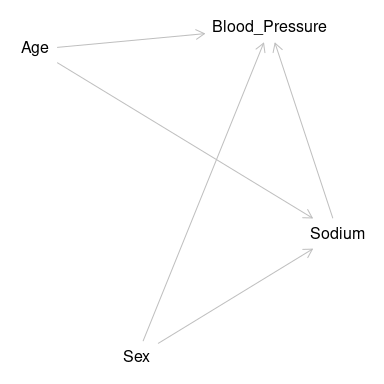 Blood_Pressure
Age
Sodium
Sex